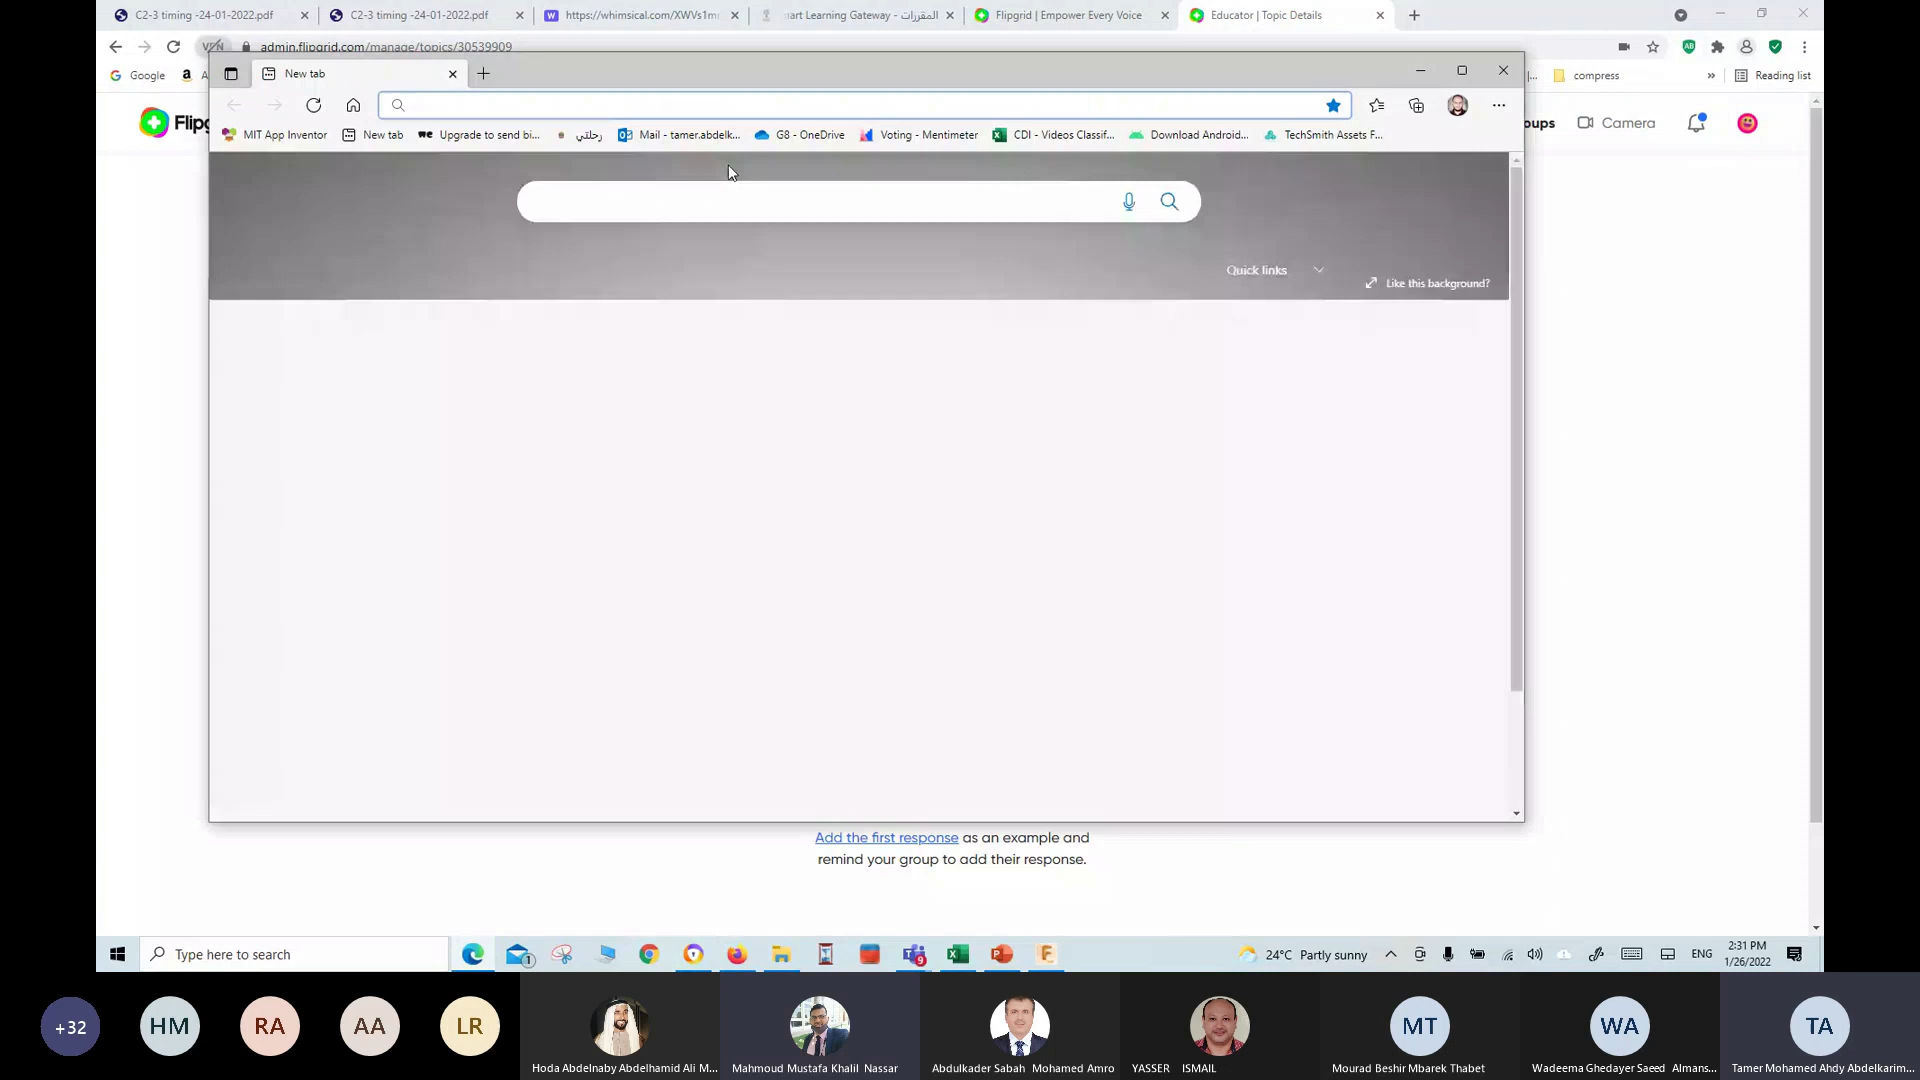 C2-3 timing -24-01-2022.pdf
C2-3 timing -24-01-2022.pdf
https://whimsical.com/XWVs1m
art Learning Gateway - المقررات
Flipgrid | Empower Every Voice
Educator | Topic Details
VPN
admin.flipgrid.com/manage/topics/30539909
Google
compress
Reading list
New tab
MIT App Inventor
New tab
Upgrade to send bi...
رحلتي
Mail - tamer.abdelk...
G8 - OneDrive
Voting - Mentimeter
CDI - Videos Classif...
Download Android...
TechSmith Assets F...
Flipg
oups
Camera
Quick links
Like this background?
Add the first response as an example and
remind your group to add their response.
Type here to search
1
9
24°C Partly sunny
ENG
2:31 PM
1/26/2022
+32
HM
RA
AA
LR
MT
WA
TA
Hoda Abdelnaby Abdelhamid Ali M...
Mahmoud Mustafa Khalil Nassar
Abdulkader Sabah Mohamed Amro
YASSER ISMAIL
Mourad Beshir Mbarek Thabet
Wadeema Ghedayer Saeed Almans...
Tamer Mohamed Ahdy Abdelkarim...